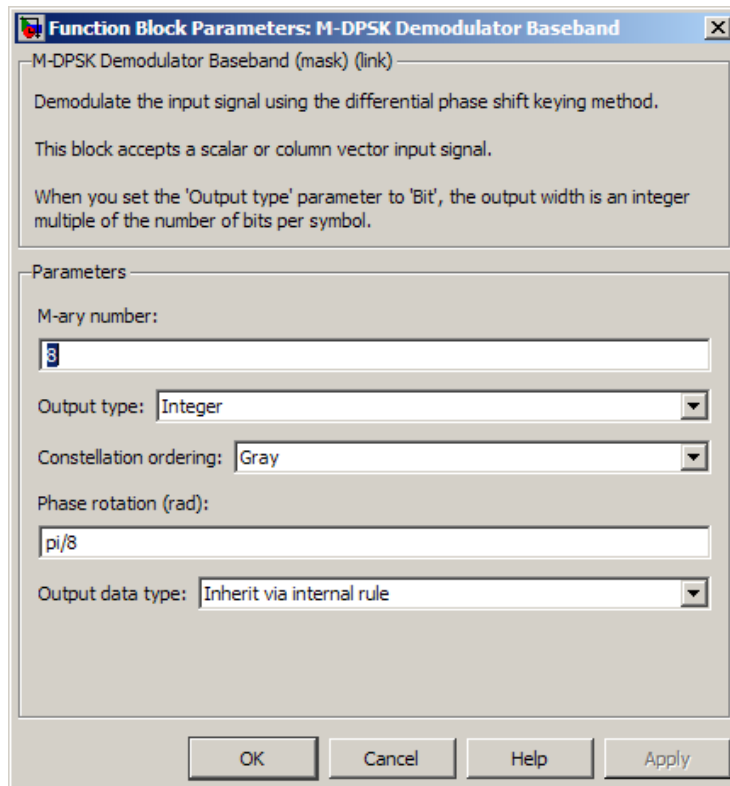 Function Block Parameters: M-DPSK Demodulator Baseband
M-DPSK Demodulator Baseband (mask) (link)
Demodulate the input signal using the differential phase shift keying method.
This block accepts a scalar or column vector input signal.
When you set the 'Output type' parameter to 'Bit', the output width is an integer
multiple of the number of bits per symbol.
Parameters
M-ary number:
8
Output type: Integer
Constellation ordering: Gray
Phase rotation (rad):
pi/8
Output data type: Inherit via internal rule
OK Cancel Help Apply